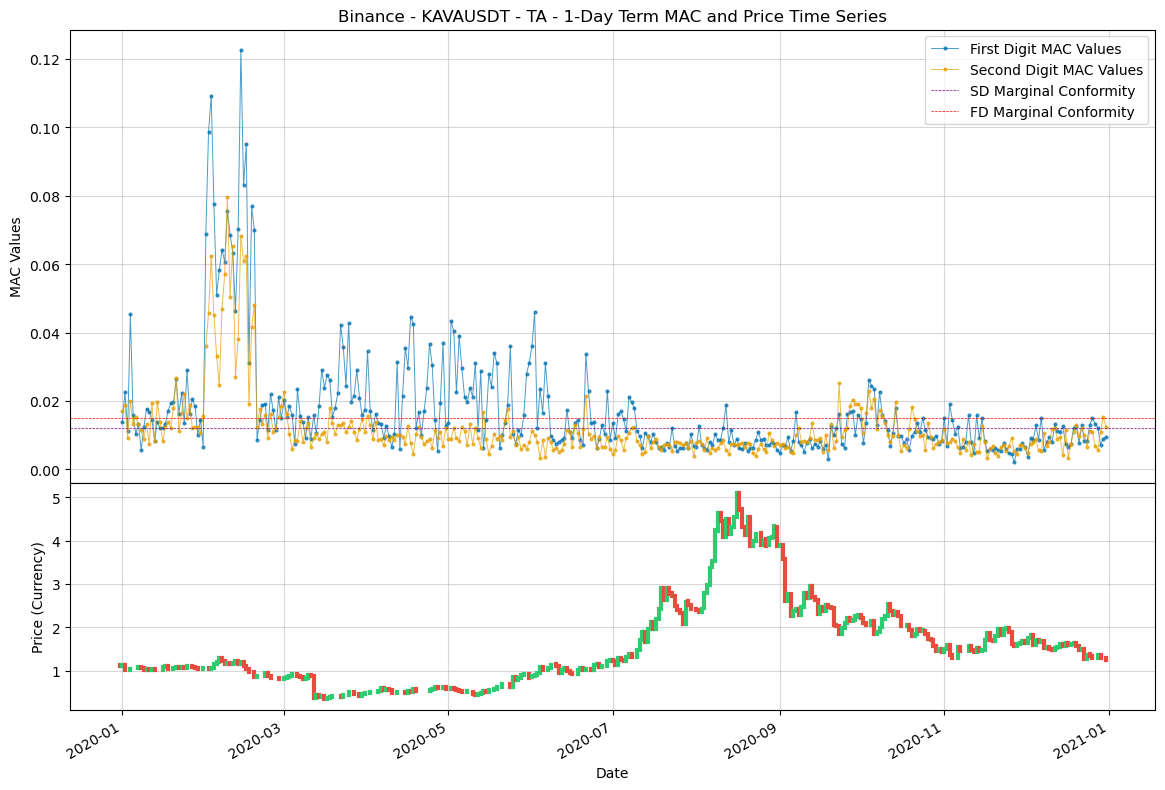 Binance - KAVAUSDT - TA - 1-Day Term MAC and Price Time Series
First Digit MAC Values
Second Digit MAC Values
SD Marginal Conformity
FD Marginal Conformity
MAC Values
0.12
0.10
0.08
0.06
0.04
0.02
0.00
Price (Currency)
5
4
3
2
1
2020-01
2020-03
2020-05
2020-07
2020-09
2020-11
2021-01
Date